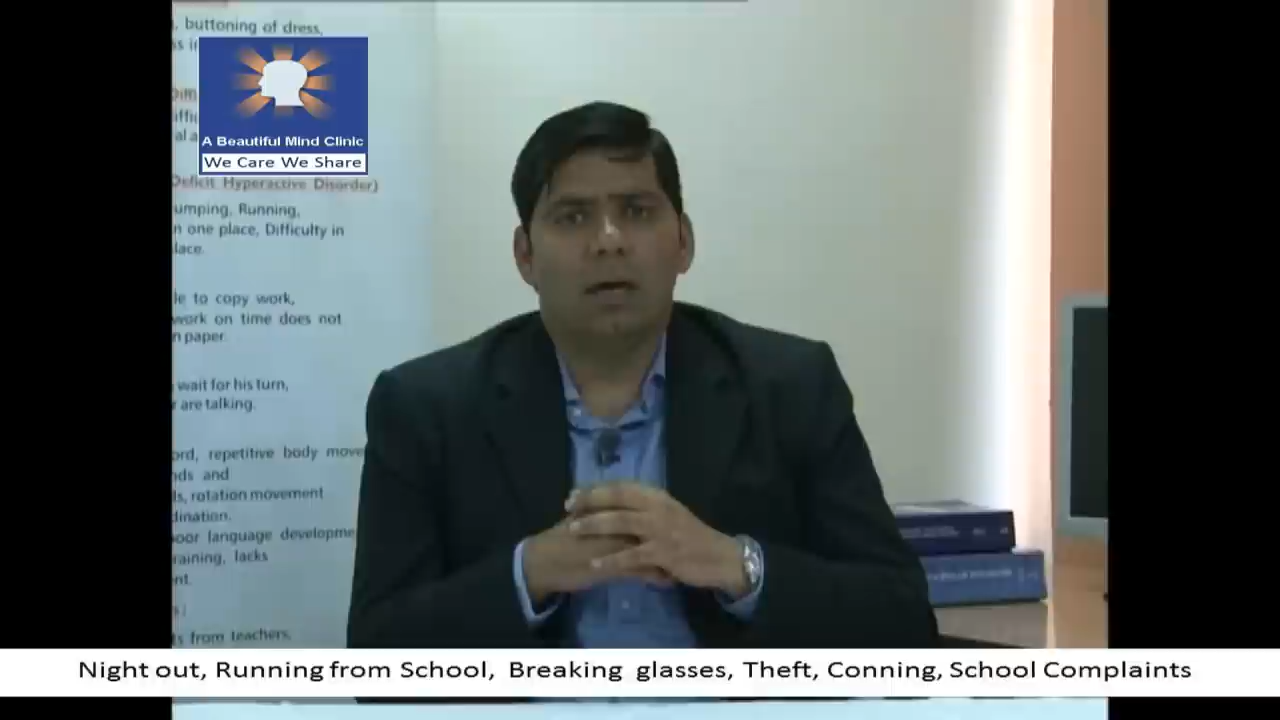 buttoning of dress,
A Beautiful Mind Clinic
We Care We Share
Deficit Hyperactive Disorder)
umping, Running,
n one place, Difficulty in
lace.
le to copy work,
work on time does not
n paper.
wait for his turn,
are talking.
ord, repetitive body move
nds and
ls, rotation movement
dination.
oor language developme
raining, lacks
nt.
ts from teachers,
Night out, Running from School, Breaking glasses, Theft, Conning, School Complaints